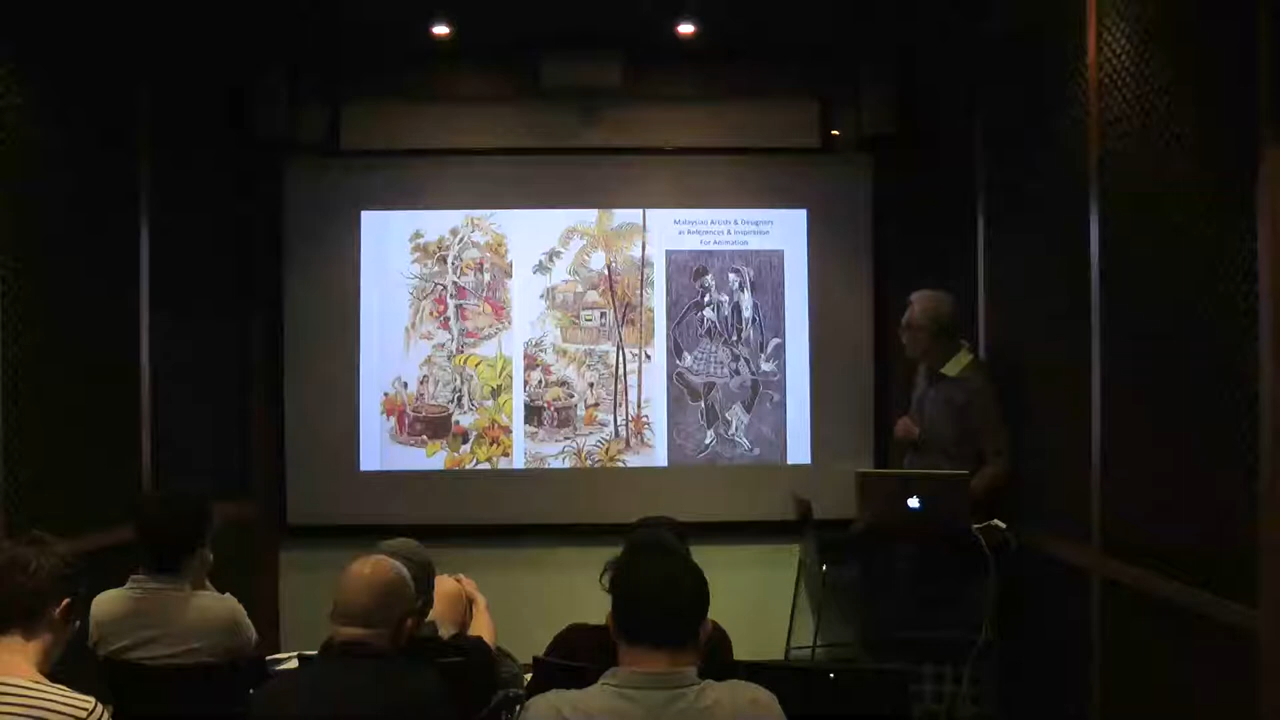 Malaysian Artists & Designers
as References & Inspiration
For Animation